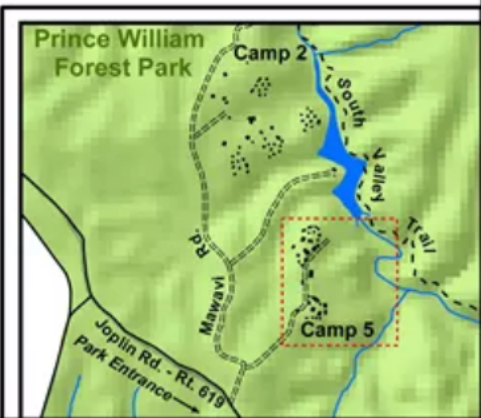 Prince William
Forest Park
Camp 2
South
Valley
Trail
Mawavi
Rd.
Camp 5
Joplin Rd. - Rt. 619
Park Entrance